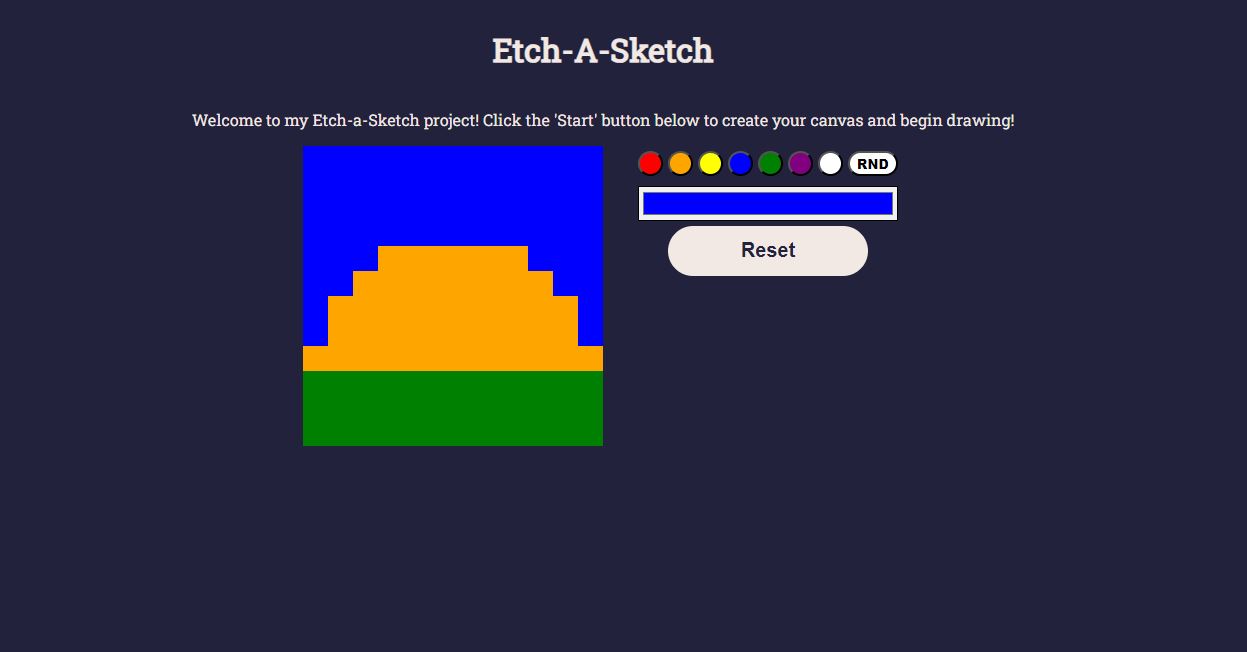 Etch-A-Sketch
Welcome to my Etch-a-Sketch project! Click the 'Start' button below to create your canvas and begin drawing!
RND
Reset